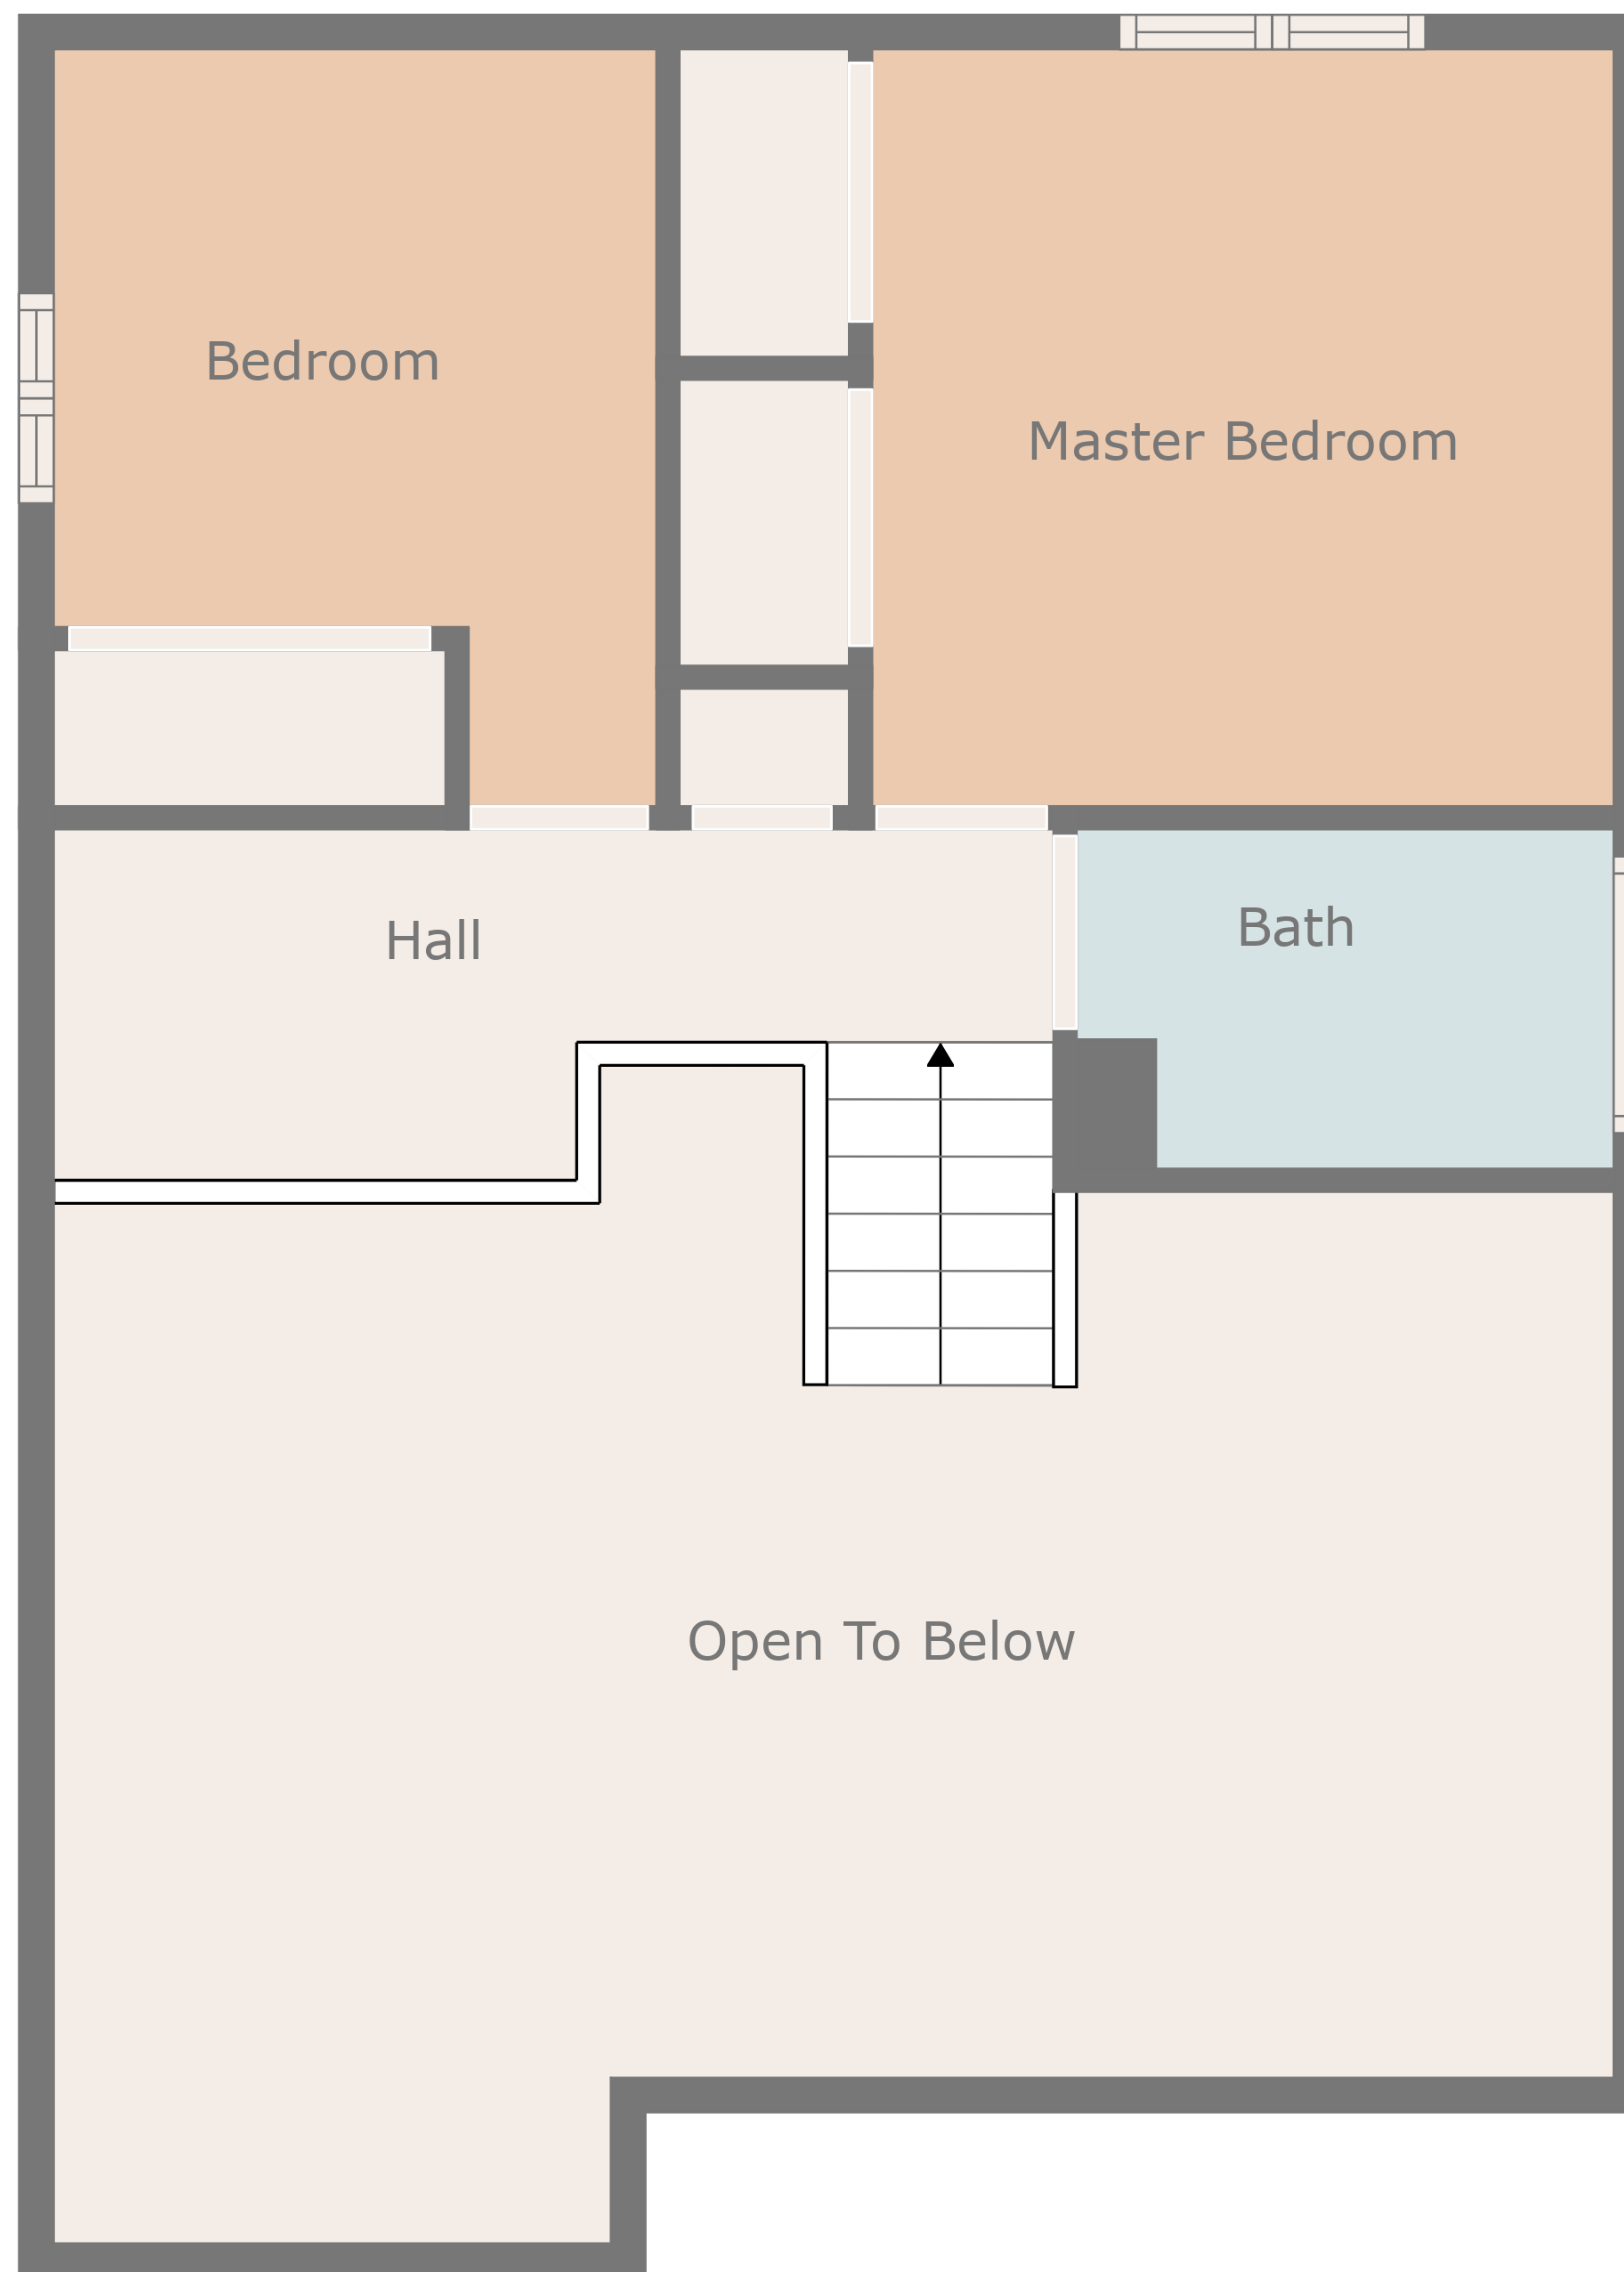 Bedroom
Master Bedroom
Hall
Bath
Open To Below